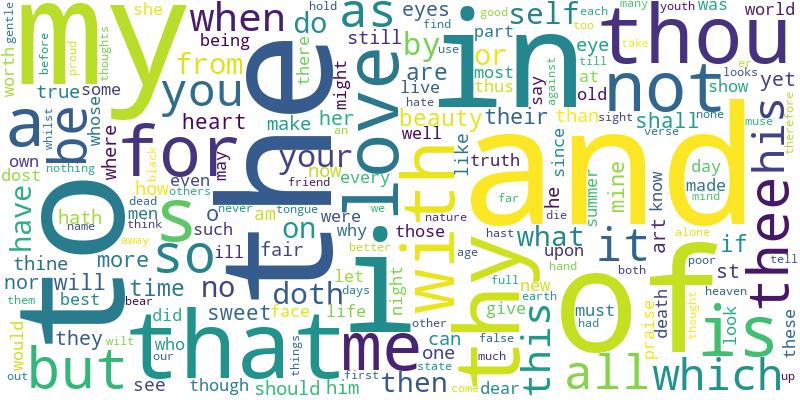 my
she
when
do
hold
as
eyes
find
good
self
each
too
many
youth
was
world
gentle
worth
before
proud
thoughts
being
there
still
by
part
or
in
eye
thou
take
true
some
from
you
might
are
most
thus
say
against
till
at
old
not
looks
er
show
yet
a
be
whilst
whose
where
for
heart
make
her
an
the
love
live
use
hate
beauty
their
than
sight
shall
none
muse
verse
therefore
his
own
dost
nothing
black
may
your
now
every
well
with
like
truth
since
and
day
made
mind
to
hath
name
how
even
others
friend
i
he
summer
mine
know
thee
have
dead
men
think
s
o
such
never
tongue
am
we
were
why
those
nature
far
die
art
alone
thine
more
away
so
ill
fair
on
better
age
hast
what
upon
it
if
nor
will
time
no
doth
let
days
night
thy
full
new
hand
both
poor
st
tell
them
best
bear
sweet
face
life
other
earth
of
must
had
heaven
is
would
they
did
that
who
our
things
me
can
one
state
false
give
this
much
praise
death
thought
look
these
out
but
wilt
see
though
should
him
first
then
come
dear
all
which
up